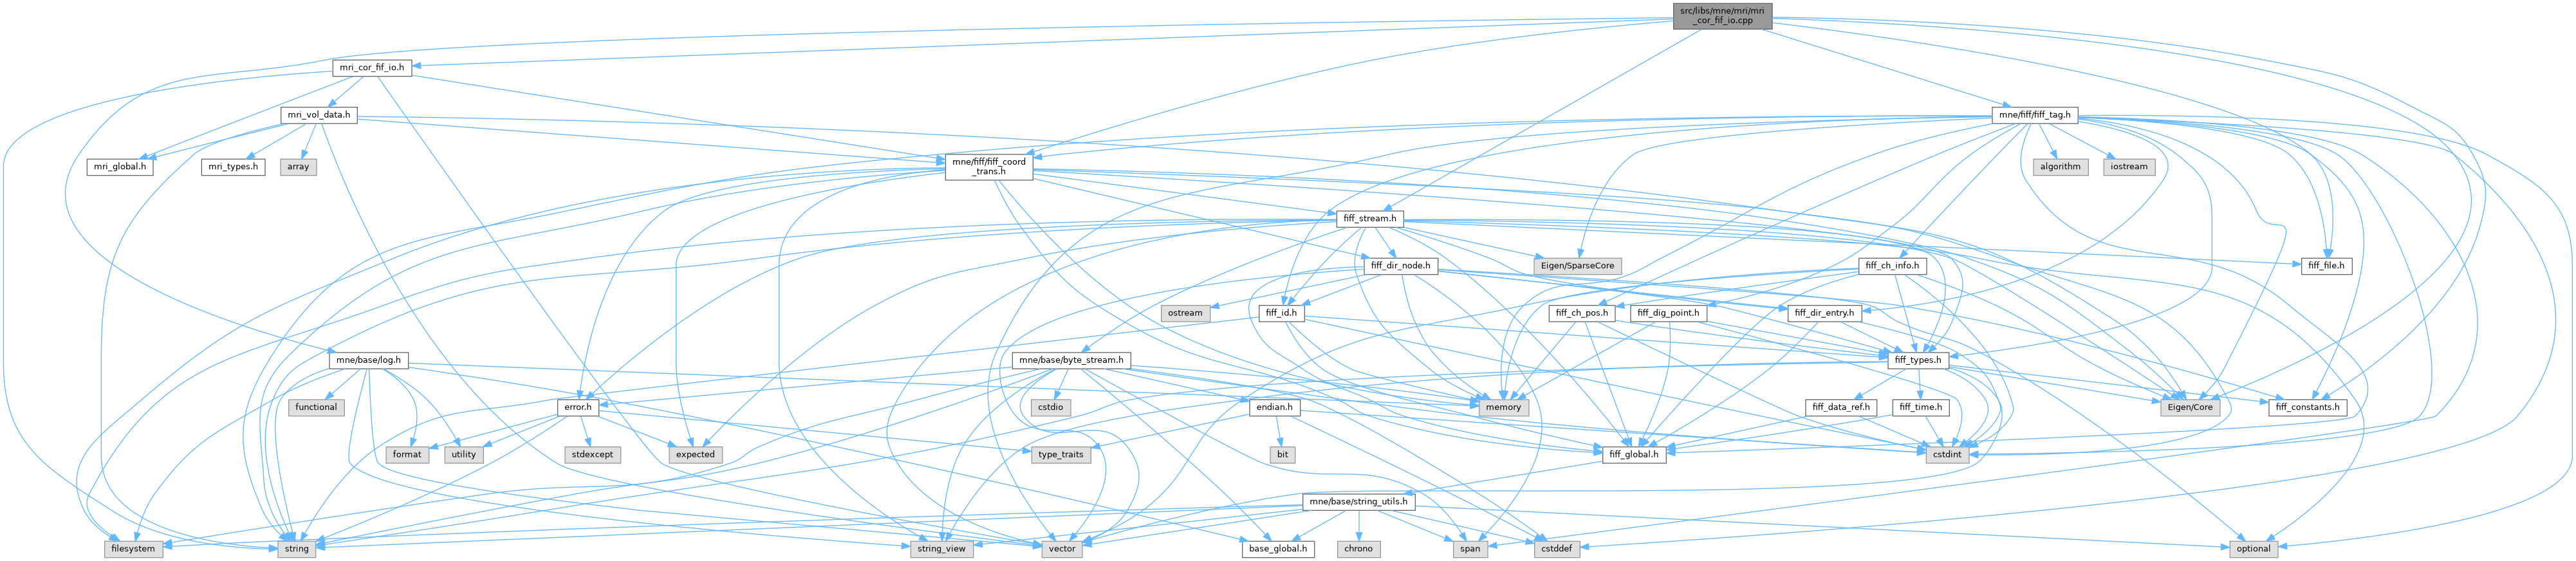 src/libs/mne/mri/mri
_cor_fif_io.cpp
mri_cor_fif_io.h
mri_vol_data.h
mne/fiff/fiff_tag.h
mri_global.h
mri_types.h
array
mne/fiff/fiff_coord
_trans.h
algorithm
iostream
fiff_stream.h
fiff_dir_node.h
Eigen/SparseCore
fiff_ch_info.h
fiff_file.h
ostream
fiff_id.h
fiff_ch_pos.h
fiff_dig_point.h
fiff_dir_entry.h
mne/base/log.h
mne/base/byte_stream.h
fiff_types.h
functional
error.h
cstdio
endian.h
memory
fiff_data_ref.h
fiff_time.h
Eigen/Core
fiff_constants.h
format
utility
stdexcept
expected
type_traits
bit
fiff_global.h
cstdint
mne/base/string_utils.h
filesystem
string
string_view
vector
base_global.h
chrono
span
cstddef
optional